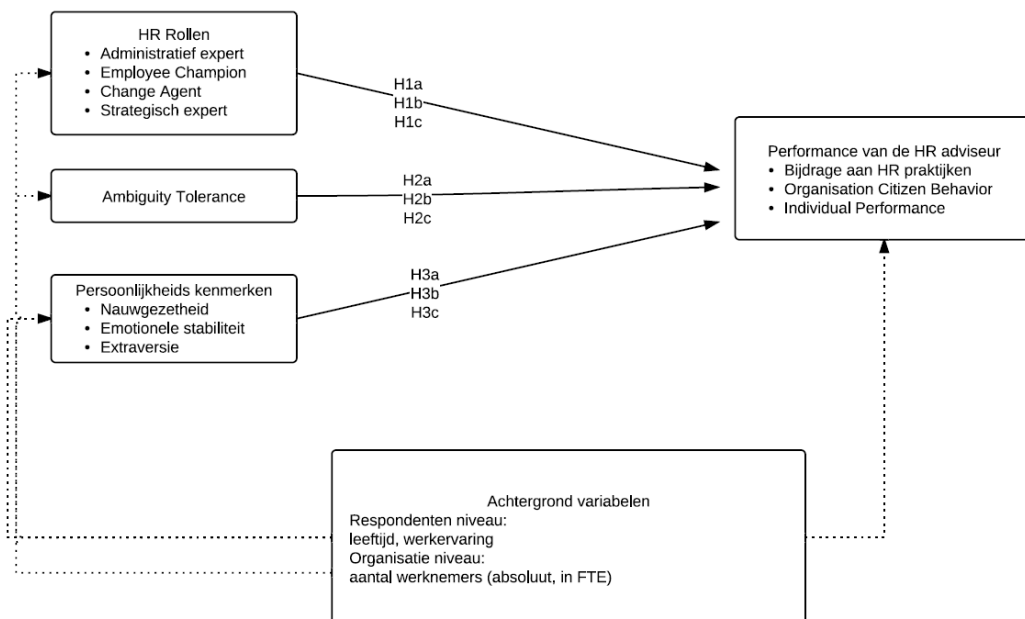 HR Rollen
• Administratief expert
• Employee Champion
• Change Agent
• Strategisch expert
H1a
H1b
H1c
Performance van de HR adviseur
• Bijdrage aan HR praktijken
• Organisation Citizen Behavior
• Individual Performance
Ambiguity Tolerance
H2a
H2b
H2c
Persoonlijkheids kenmerken
• Nauwgezetheid
• Emotionele stabiliteit
• Extraversie
H3a
H3b
H3c
Achtergrond variabelen
Respondenten niveau:
leeftijd, werkervaring
Organisatie niveau:
aantal werknemers (absoluut, in FTE)